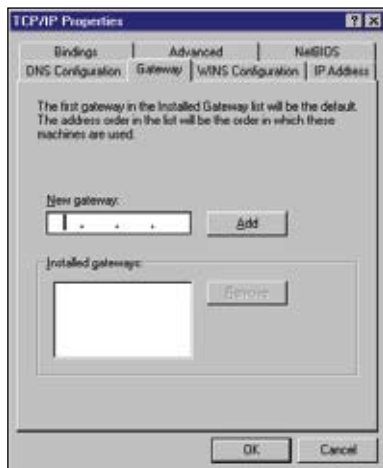 TCP/IP Properties
? X
Bindings Advanced NetBIOS
DNS Configuration Gateway WINS Configuration IP Address
The first gateway in the Installed Gateway list will be the default.
The address order in the list will be the order in which these
machines are used.
New gateway:
. . .
Add
Installed gateways:
Remove
OK Cancel